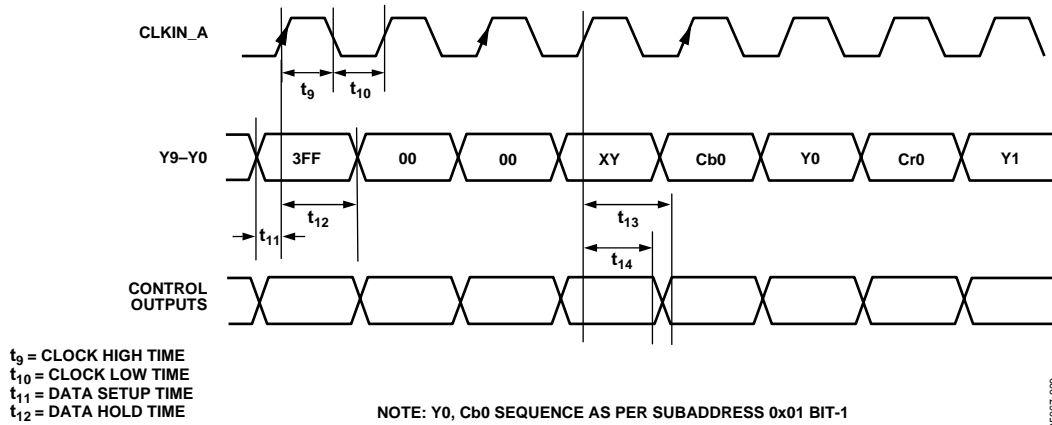 CLKIN_A
t9
t10
Y9–Y0
3FF
00
00
XY
Cb0
Y0
Cr0
Y1
t12
t13
t11
t14
CONTROL
OUTPUTS
t9 = CLOCK HIGH TIME
t10 = CLOCK LOW TIME
t11 = DATA SETUP TIME
t12 = DATA HOLD TIME
NOTE: Y0, Cb0 SEQUENCE AS PER SUBADDRESS 0x01 BIT-1